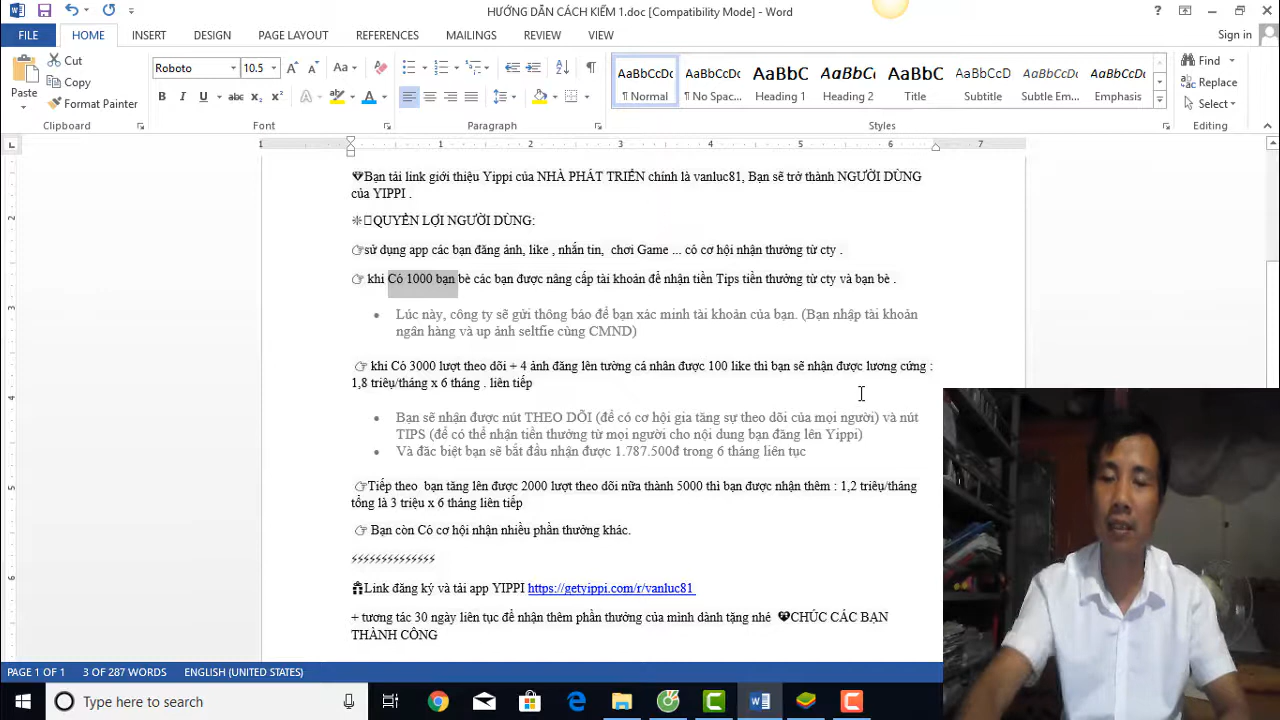 HƯỚNG DẪN CÁCH KIẾM 1.doc [Compatibility Mode] - Word
FILE HOME INSERT DESIGN PAGE LAYOUT REFERENCES MAILINGS REVIEW VIEW Sign in
Paste Cut Copy Format Painter
Roboto 10.5
AaBbCcDc AaBbCcDc AaBbC AaBbCc AaBbC AaBbCcD AaBbCcDc AaBbCcDc
¶ Normal ¶ No Spac... Heading 1 Heading 2 Title Subtitle Subtle Em... Emphasis
Find Replace Select
Clipboard Font Paragraph Styles Editing
1 1 2 3 4 5 6 7
Bạn tải link giới thiệu Yippi của NHÀ PHÁT TRIỂN chính là vanluc81, Bạn sẽ trở thành NGƯỜI DÙNG
của YIPPI .
QUYỀN LỢI NGƯỜI DÙNG:
sử dụng app các bạn đăng ảnh, like , nhắn tin, chơi Game ... có cơ hội nhận thưởng từ cty .
khi Có 1000 bạn bè các bạn được nâng cấp tài khoản để nhận tiền Tips tiền thưởng từ cty và bạn bè .
• Lúc này, công ty sẽ gửi thông báo để bạn xác minh tài khoản của bạn. (Bạn nhập tài khoản
ngân hàng và up ảnh seltfie cùng CMND)
khi Có 3000 lượt theo dõi + 4 ảnh đăng lên tường cá nhân được 100 like thì bạn sẽ nhận được lương cứng :
1,8 triệu/tháng x 6 tháng . liên tiếp
• Bạn sẽ nhận được nút THEO DÕI (để có cơ hội gia tăng sự theo dõi của mọi người) và nút
TIPS (để có thể nhận tiền thưởng từ mọi người cho nội dung bạn đăng lên Yippi)
• Và đăc biệt bạn sẽ bắt đầu nhận được 1.787.500đ trong 6 tháng liên tục
Tiếp theo bạn tăng lên được 2000 lượt theo dõi nữa thành 5000 thì bạn được nhận thêm : 1,2 triệu/tháng
tổng là 3 triệu x 6 tháng liên tiếp
Bạn còn Có cơ hội nhận nhiều phần thưởng khác.
⚡⚡⚡⚡⚡⚡⚡⚡⚡⚡⚡⚡⚡⚡
Link đăng ký và tải app YIPPI https://getyippi.com/r/vanluc81
+ tương tác 30 ngày liên tục để nhận thêm phần thưởng của mình dành tặng nhé CHÚC CÁC BẠN
THÀNH CÔNG
PAGE 1 OF 1 3 OF 287 WORDS ENGLISH (UNITED STATES)
Type here to search